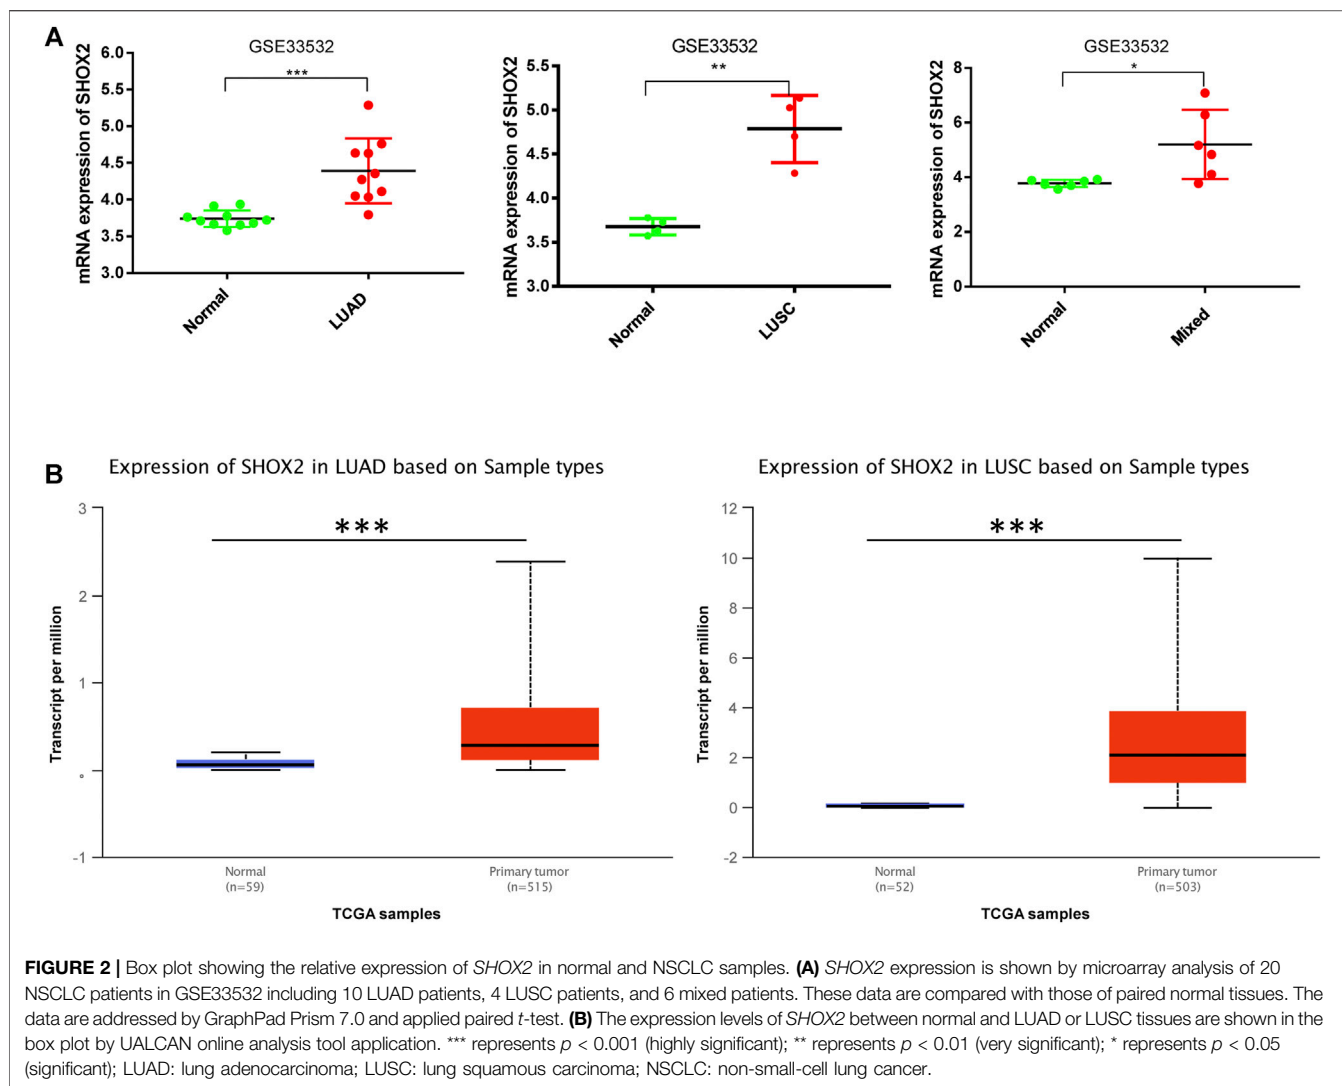 A
GSE33532
***
mRNA expression of SHOX2
6.0
5.5
5.0
4.5
4.0
3.5
3.0
Normal
LUAD
GSE33532
**
mRNA expression of SHOX2
5.5
5.0
4.5
4.0
3.5
3.0
Normal
LUSC
GSE33532
*
mRNA expression of SHOX2
8
6
4
2
0
Normal
Mixed
B
Expression of SHOX2 in LUAD based on Sample types
***
Transcript per million
3
2
1
-1
Normal
(n=59)
Primary tumor
(n=515)
TCGA samples
Expression of SHOX2 in LUSC based on Sample types
***
Transcript per million
12
10
8
6
4
2
0
-2
Normal
(n=52)
Primary tumor
(n=503)
TCGA samples
FIGURE 2 | Box plot showing the relative expression of SHOX2 in normal and NSCLC samples. (A) SHOX2 expression is shown by microarray analysis of 20
NSCLC patients in GSE33532 including 10 LUAD patients, 4 LUSC patients, and 6 mixed patients. These data are compared with those of paired normal tissues. The
data are addressed by GraphPad Prism 7.0 and applied paired t-test. (B) The expression levels of SHOX2 between normal and LUAD or LUSC tissues are shown in the
box plot by UALCAN online analysis tool application. *** represents p < 0.001 (highly significant); ** represents p < 0.01 (very significant); * represents p < 0.05
(significant); LUAD: lung adenocarcinoma; LUSC: lung squamous carcinoma; NSCLC: non-small-cell lung cancer.